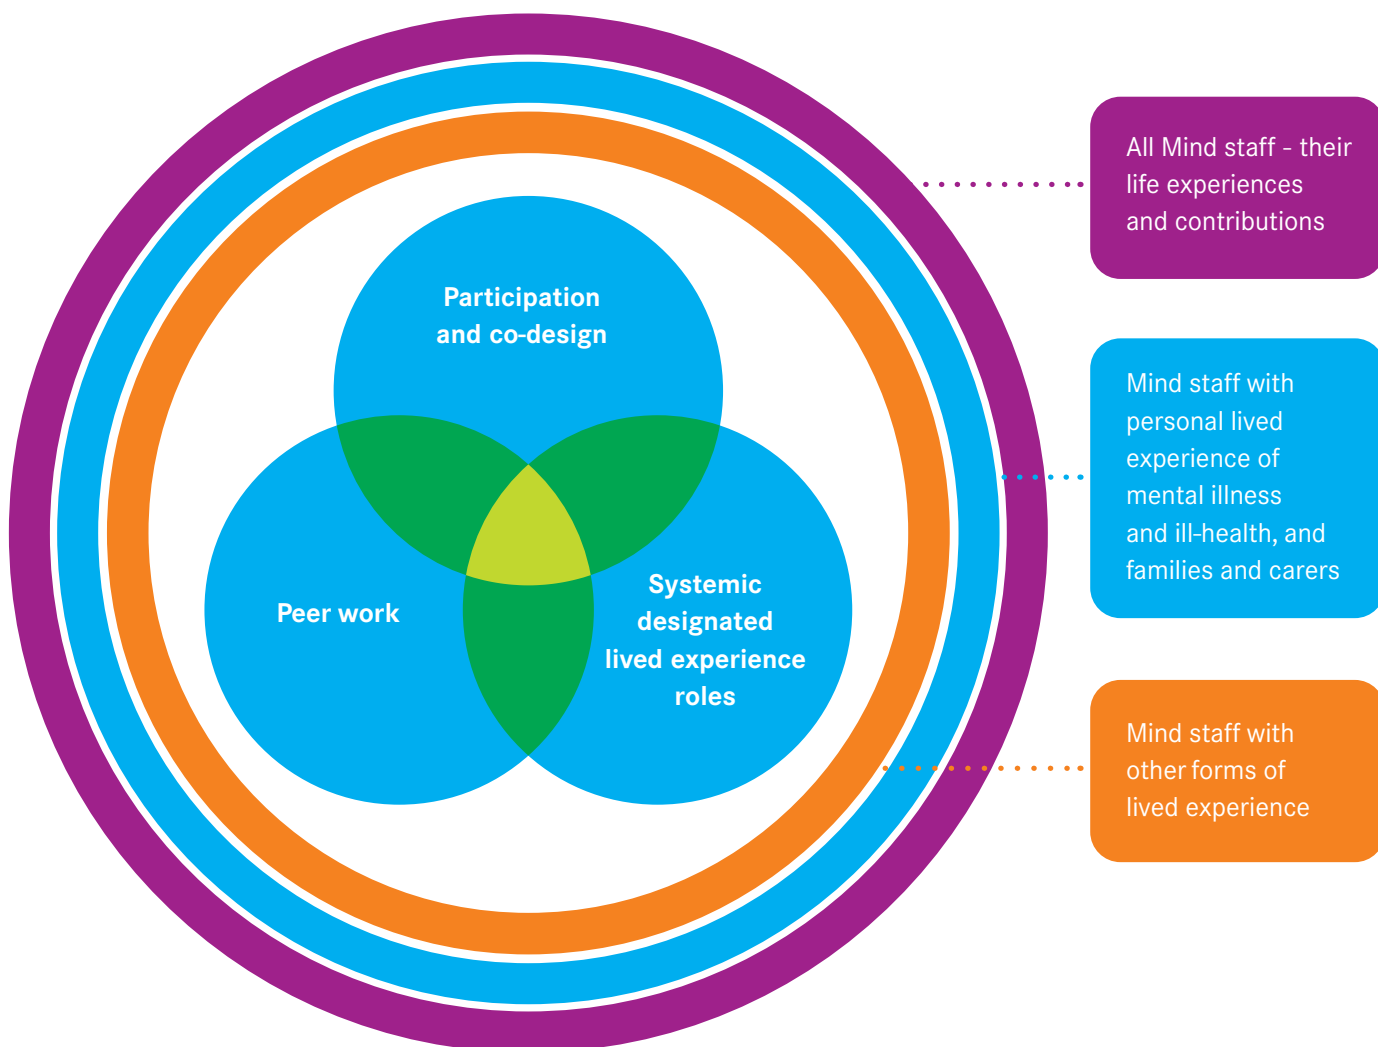 Participation
and co-design
Peer work
Systemic
designated
lived experience
roles
All Mind staff - their
life experiences
and contributions
Mind staff with
personal lived
experience of
mental illness
and ill-health, and
families and carers
Mind staff with
other forms of
lived experience